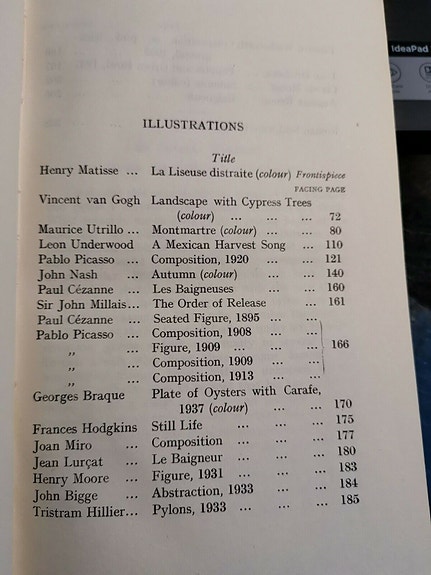 IdeaPad
ILLUSTRATIONS
Title
Henry Matisse ... La Liseuse distraite (colour) Frontispiece
FACING PAGE
Vincent van Gogh Landscape with Cypress Trees
(colour) ... ... ... 72
Maurice Utrillo ... Montmartre (colour) ... ... 80
Leon Underwood A Mexican Harvest Song ... 110
Pablo Picasso ... Composition, 1920 ... ... 121
John Nash ... Autumn (colour) ... ... 140
Paul Cézanne ... Les Baigneuses ... ... 160
Sir John Millais... The Order of Release ... 161
Paul Cézanne ... Seated Figure, 1895 ... ...
Pablo Picasso ... Composition, 1908 ... ...
„ ... Figure, 1909 ... ... ... 166
„ ... Composition, 1909 ... ...
„ ... Composition, 1913 ... ...
Georges Braque Plate of Oysters with Carafe,
1937 (colour) ... ... 170
Frances Hodgkins Still Life ... ... ... 175
Joan Miro ... Composition ... ... ... 177
Jean Lurçat ... Le Baigneur ... ... ... 180
Henry Moore ... Figure, 1931 ... ... ... 183
John Bigge ... Abstraction, 1933 ... ... 184
Tristram Hillier... Pylons, 1933 ... ... ... 185